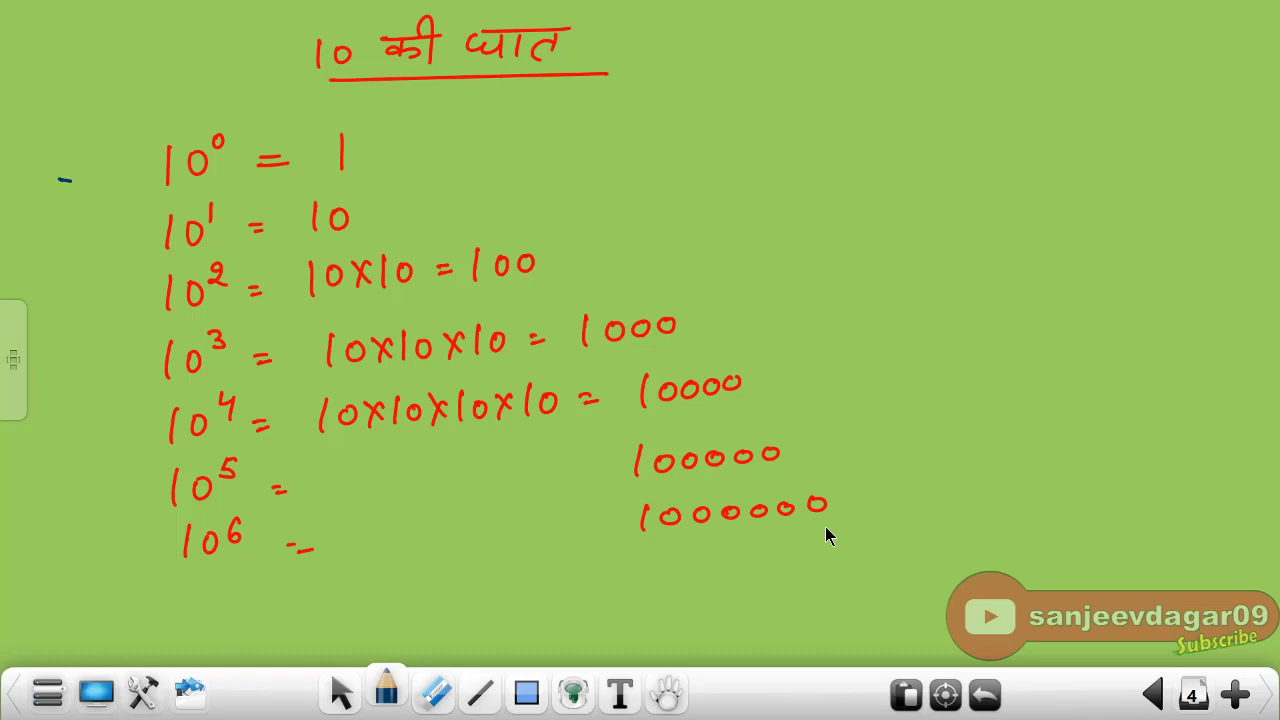 10 की घात
10⁰ = 1
10¹ = 10
10² = 10×10 = 100
10³ = 10×10×10 = 1000
10⁴ = 10×10×10×10 = 10000
10⁵ = 100000
10⁶ = 1000000
sanjeevdagar09
Subscribe
T 4